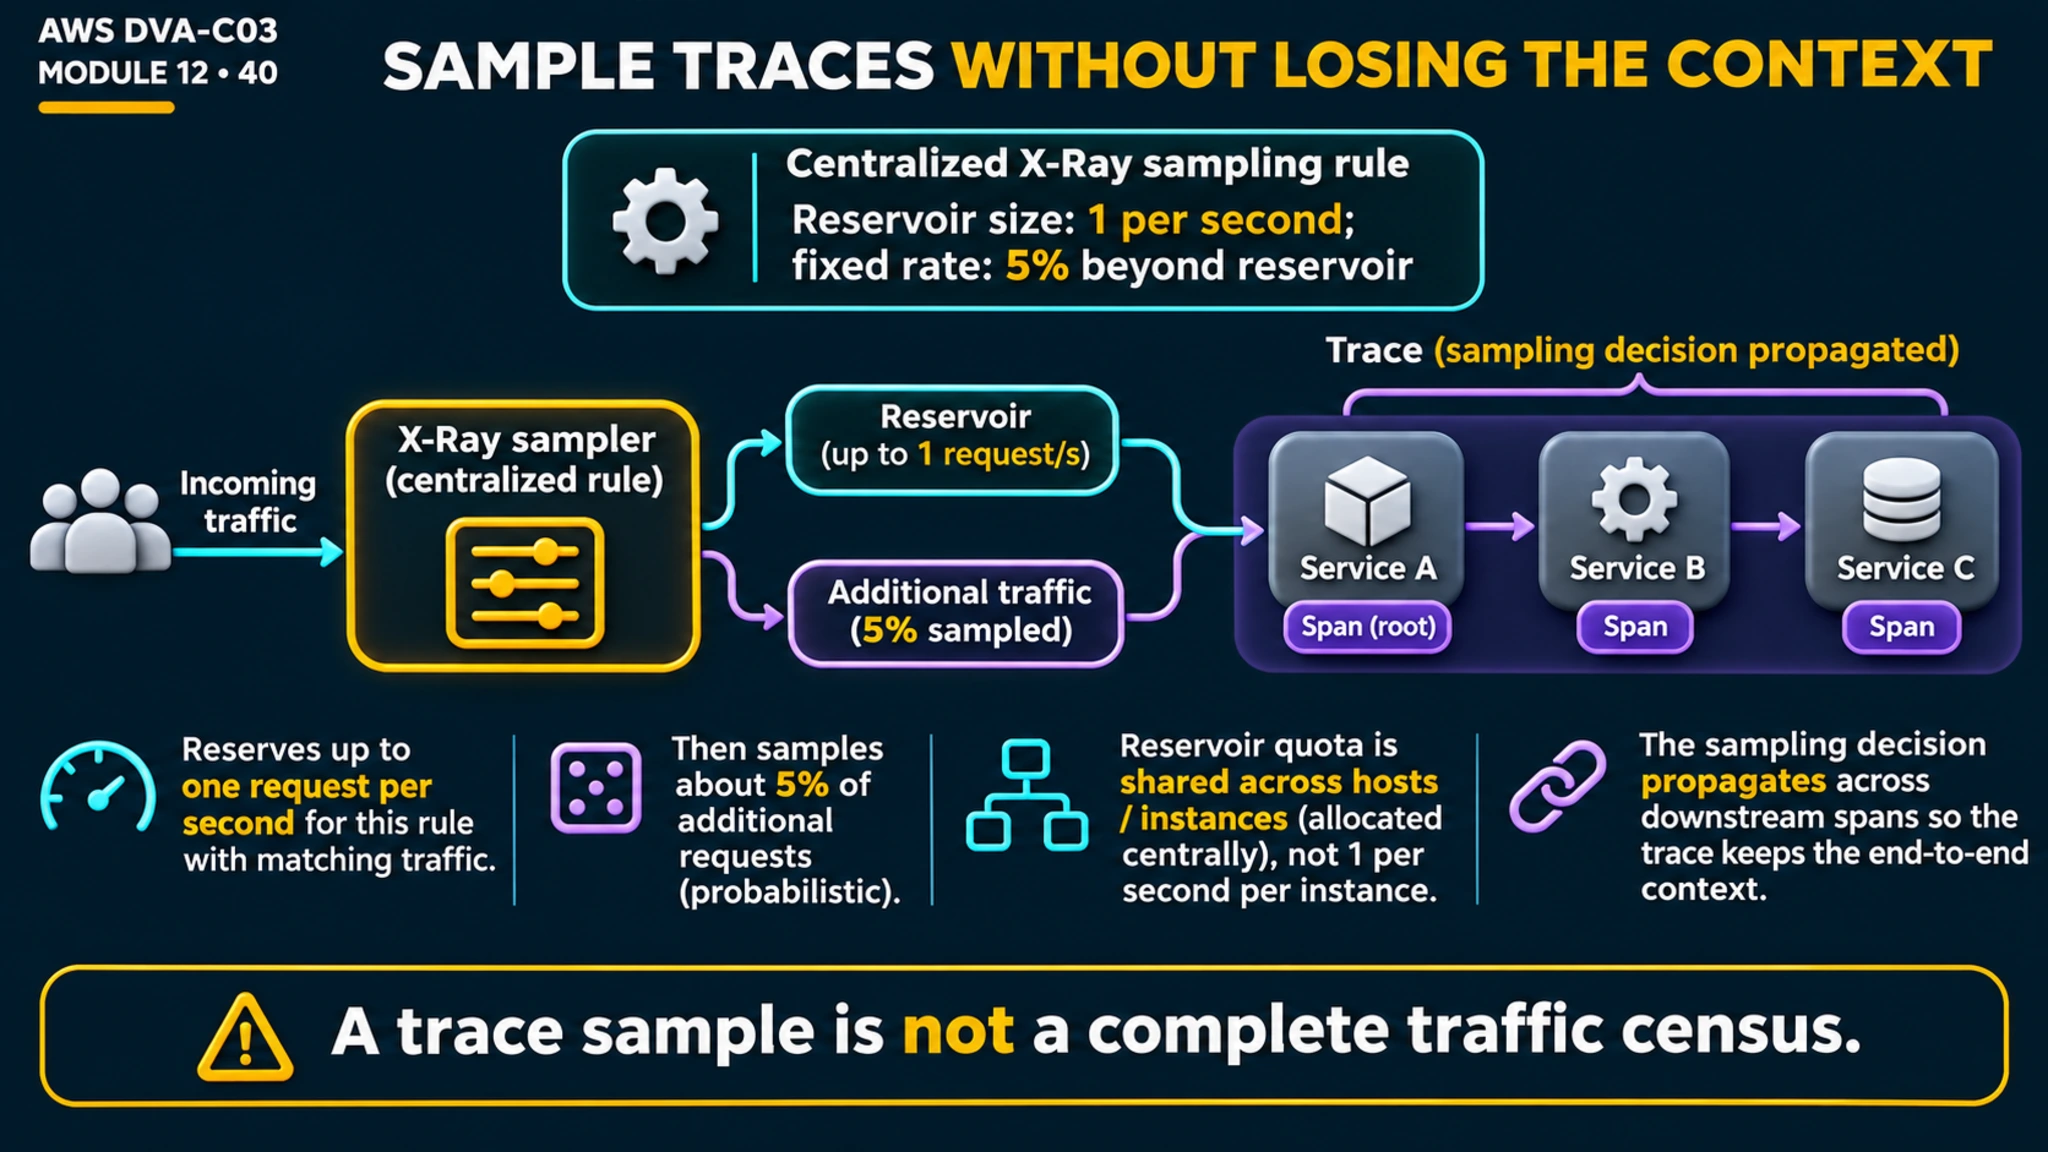 AWS DVA-C03
MODULE 12 • 40
SAMPLE TRACES WITHOUT LOSING THE CONTEXT
Centralized X-Ray sampling rule
Reservoir size: 1 per second;
fixed rate: 5% beyond reservoir
Trace (sampling decision propagated)
Incoming
traffic
X-Ray sampler
(centralized rule)
Reservoir
(up to 1 request/s)
Additional traffic
(5% sampled)
Service A
Span (root)
Service B
Span
Service C
Span
Reserves up to
one request per
second for this rule
with matching traffic.
Then samples
about 5% of
additional
requests
(probabilistic).
Reservoir quota is
shared across hosts
/ instances (allocated
centrally), not 1 per
second per instance.
The sampling decision
propagates across
downstream spans so the
trace keeps the end-to-end
context.
A trace sample is not a complete traffic census.